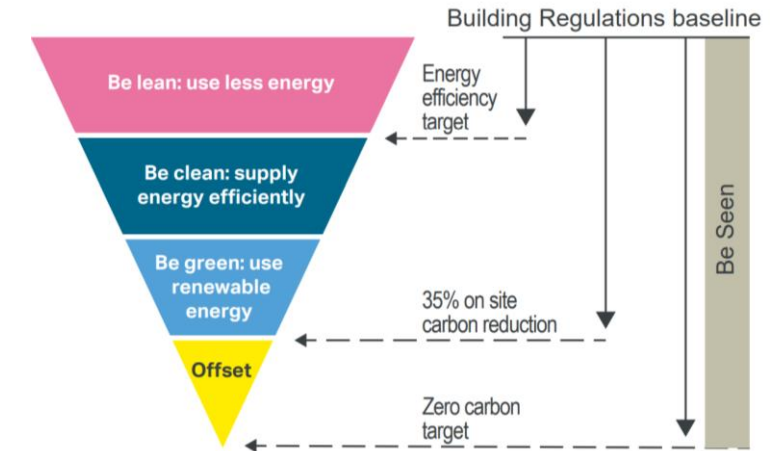 Building Regulations baseline
Be lean: use less energy
Energy
efficiency
target
Be clean: supply
energy efficiently
Be green: use
renewable
energy
35% on site
carbon reduction
Offset
Zero carbon
target
Be Seen